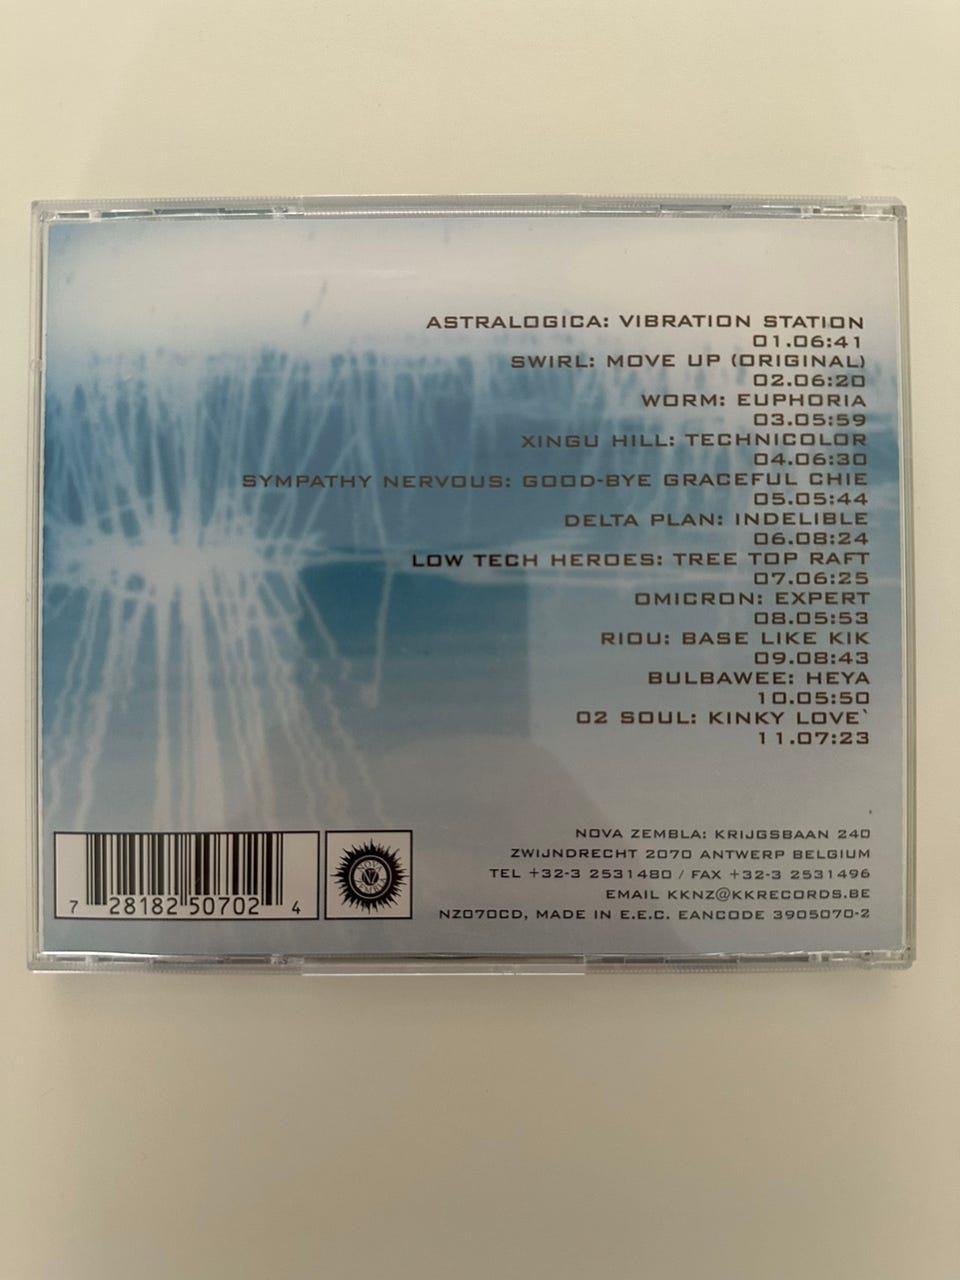 ASTRALOGICA: VIBRATION STATION
01.06:41
SWIRL: MOVE UP (ORIGINAL)
02.06:20
WORM: EUPHORIA
03.05:59
XINGU HILL: TECHNICOLOR
04.06:30
SYMPATHY NERVOUS: GOOD-BYE GRACEFUL CHIE
05.05:44
DELTA PLAN: INDELIBLE
06.08:24
LOW TECH HEROES: TREE TOP RAFT
07.06:25
OMICRON: EXPERT
08.05:53
RIOU: BASE LIKE KIK
09.08:43
BULBAWEE: HEYA
10.05:50
02 SOUL: KINKY LOVE`
11.07:23
7 28182 50702 4
NOVA ZEMBLA
NOVA ZEMBLA: KRIJGSBAAN 240
ZWIJNDRECHT 2070 ANTWERP BELGIUM
TEL +32-3 2531480 / FAX +32-3 2531496
EMAIL KKNZ@KKRECORDS.BE
NZ070CD, MADE IN E.E.C. EANCODE 3905070-2